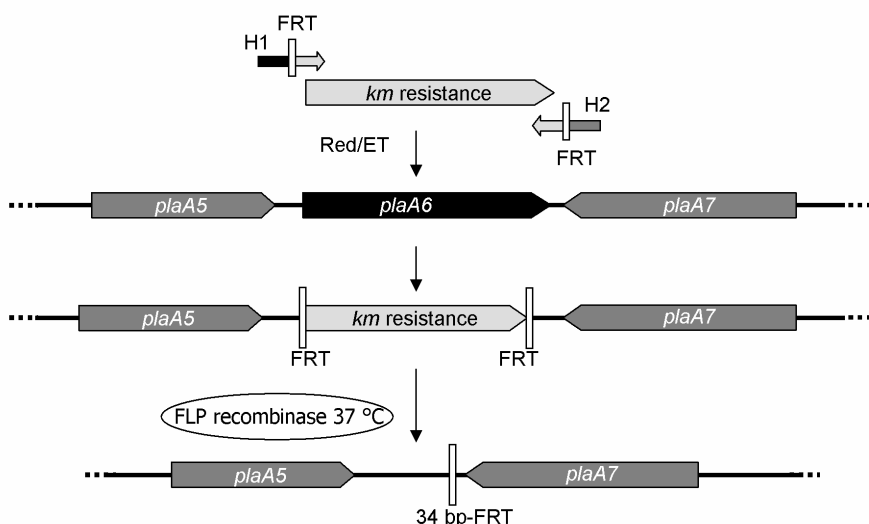 FRT
H1
km resistance
H2
Red/ET
FRT
plaA5 plaA6 plaA7
plaA5 km resistance plaA7
FRT FRT
FLP recombinase 37 °C
plaA5 plaA7
34 bp-FRT